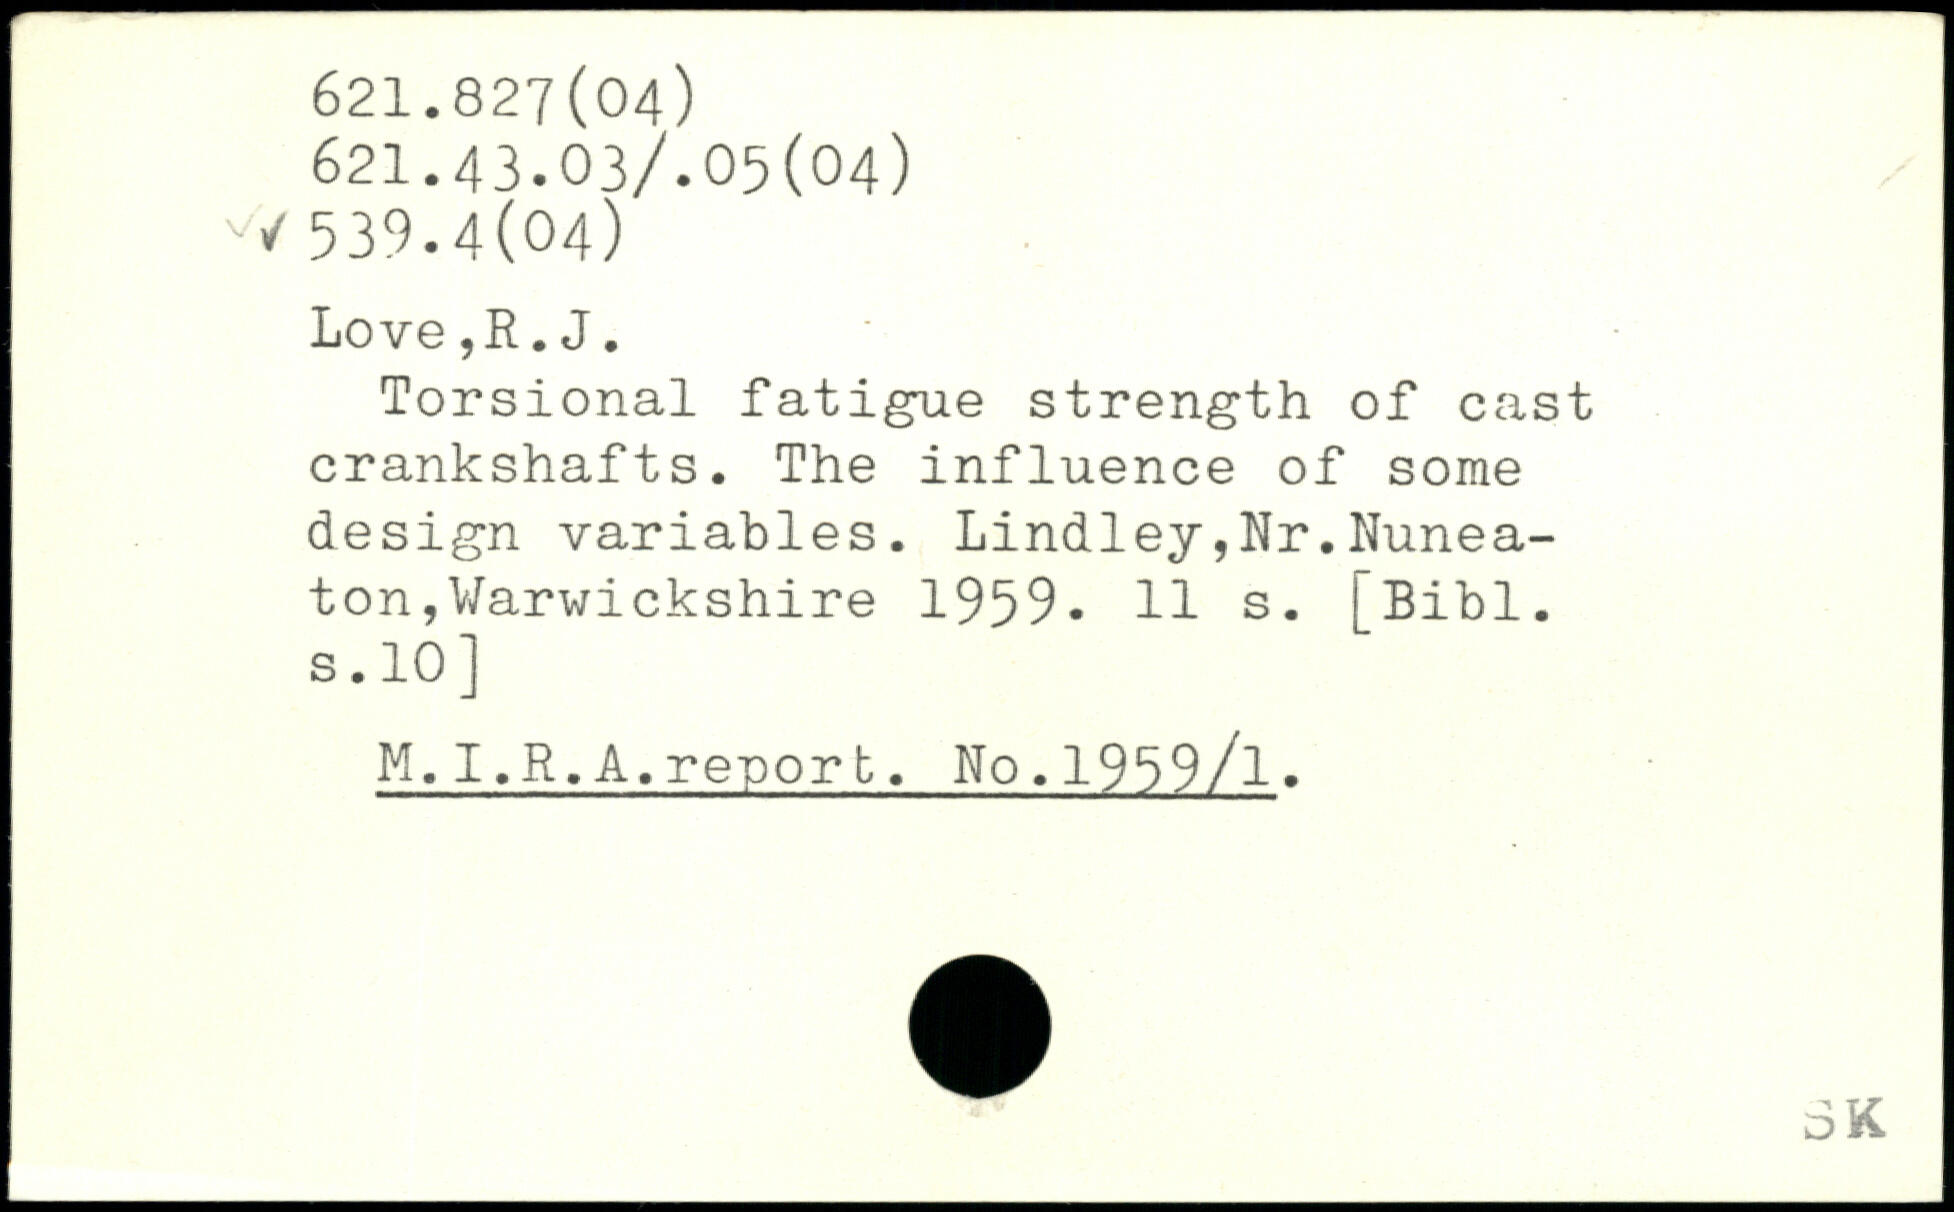 621.827(04)
621.43.03/.05(04)
✓✓ 539.4(04)
Love,R.J.
Torsional fatigue strength of cast
crankshafts. The influence of some
design variables. Lindley,Nr.Nunea-
ton,Warwickshire 1959. 11 s. [Bibl.
s.10]
M.I.R.A.report. No.1959/1.
SK